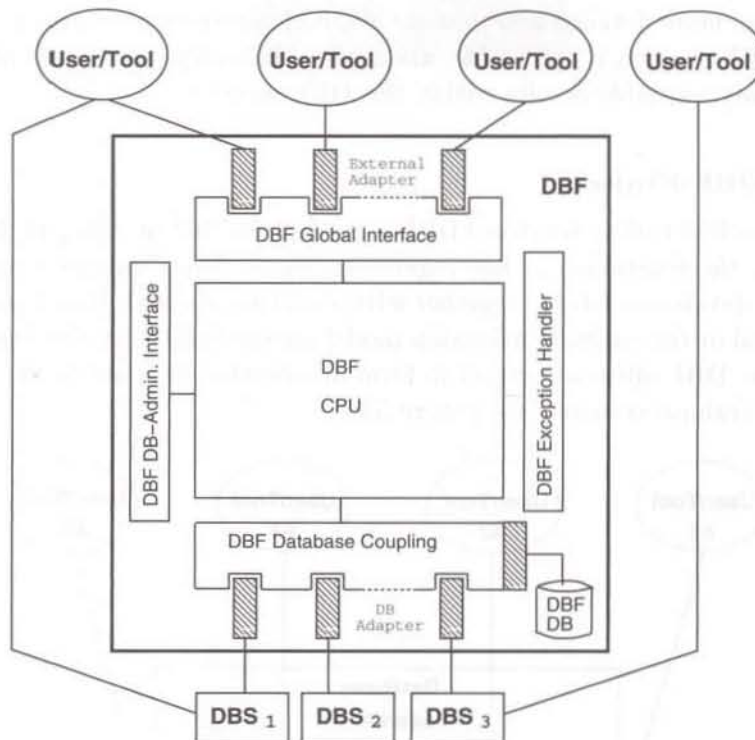 User/Tool
User/Tool
User/Tool
User/Tool
External
Adapter
DBF
DBF Global Interface
DBF DB-Admin. Interface
DBF
CPU
DBF Exception Handler
DBF Database Coupling
DB
Adapter
DBF
DB
DBS 1
DBS 2
DBS 3